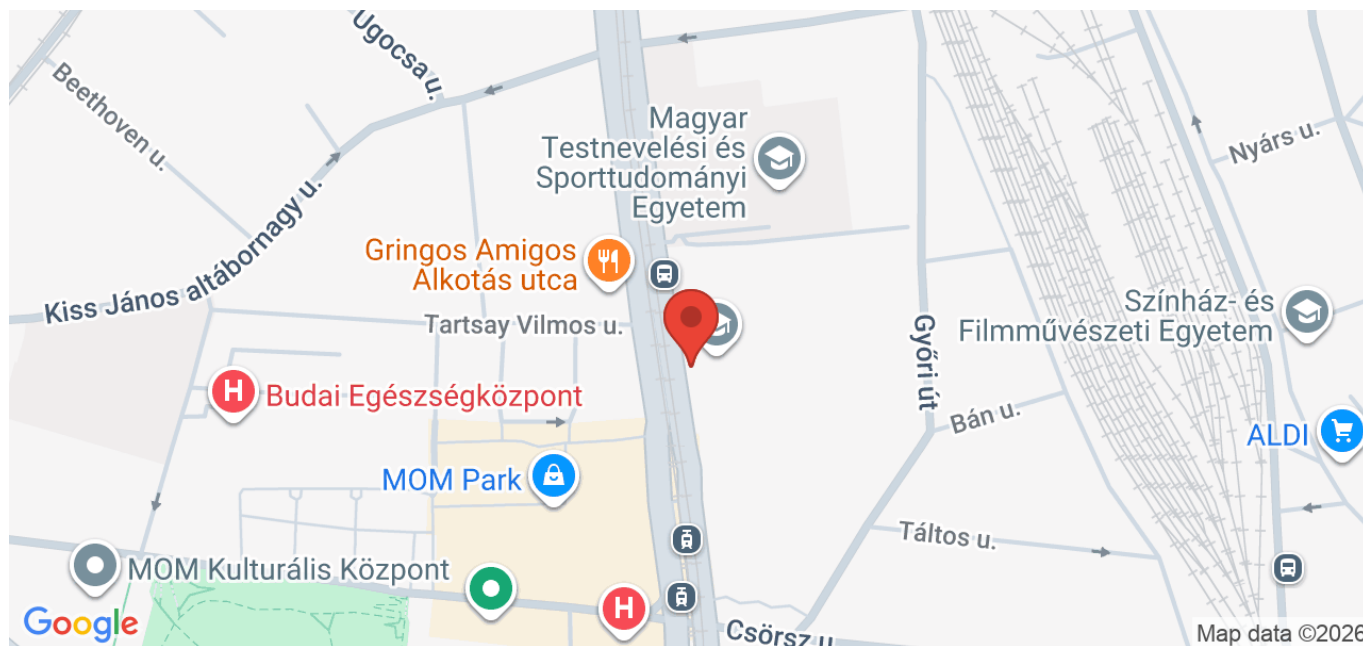 Ugocsa u.
Beethoven u.
Magyar
Testnevelési és
Sporttudományi
Egyetem
Nyárs u.
Gringos Amigos
Alkotás utca
Kiss János altábornagy u.
Tartsay Vilmos u.
Színház- és
Filmművészeti Egyetem
Győri út
H
Budai Egészségközpont
Bán u.
ALDI
MOM Park
Táltos u.
MOM Kulturális Központ
H
Google
Csörsz u
Map data ©2026